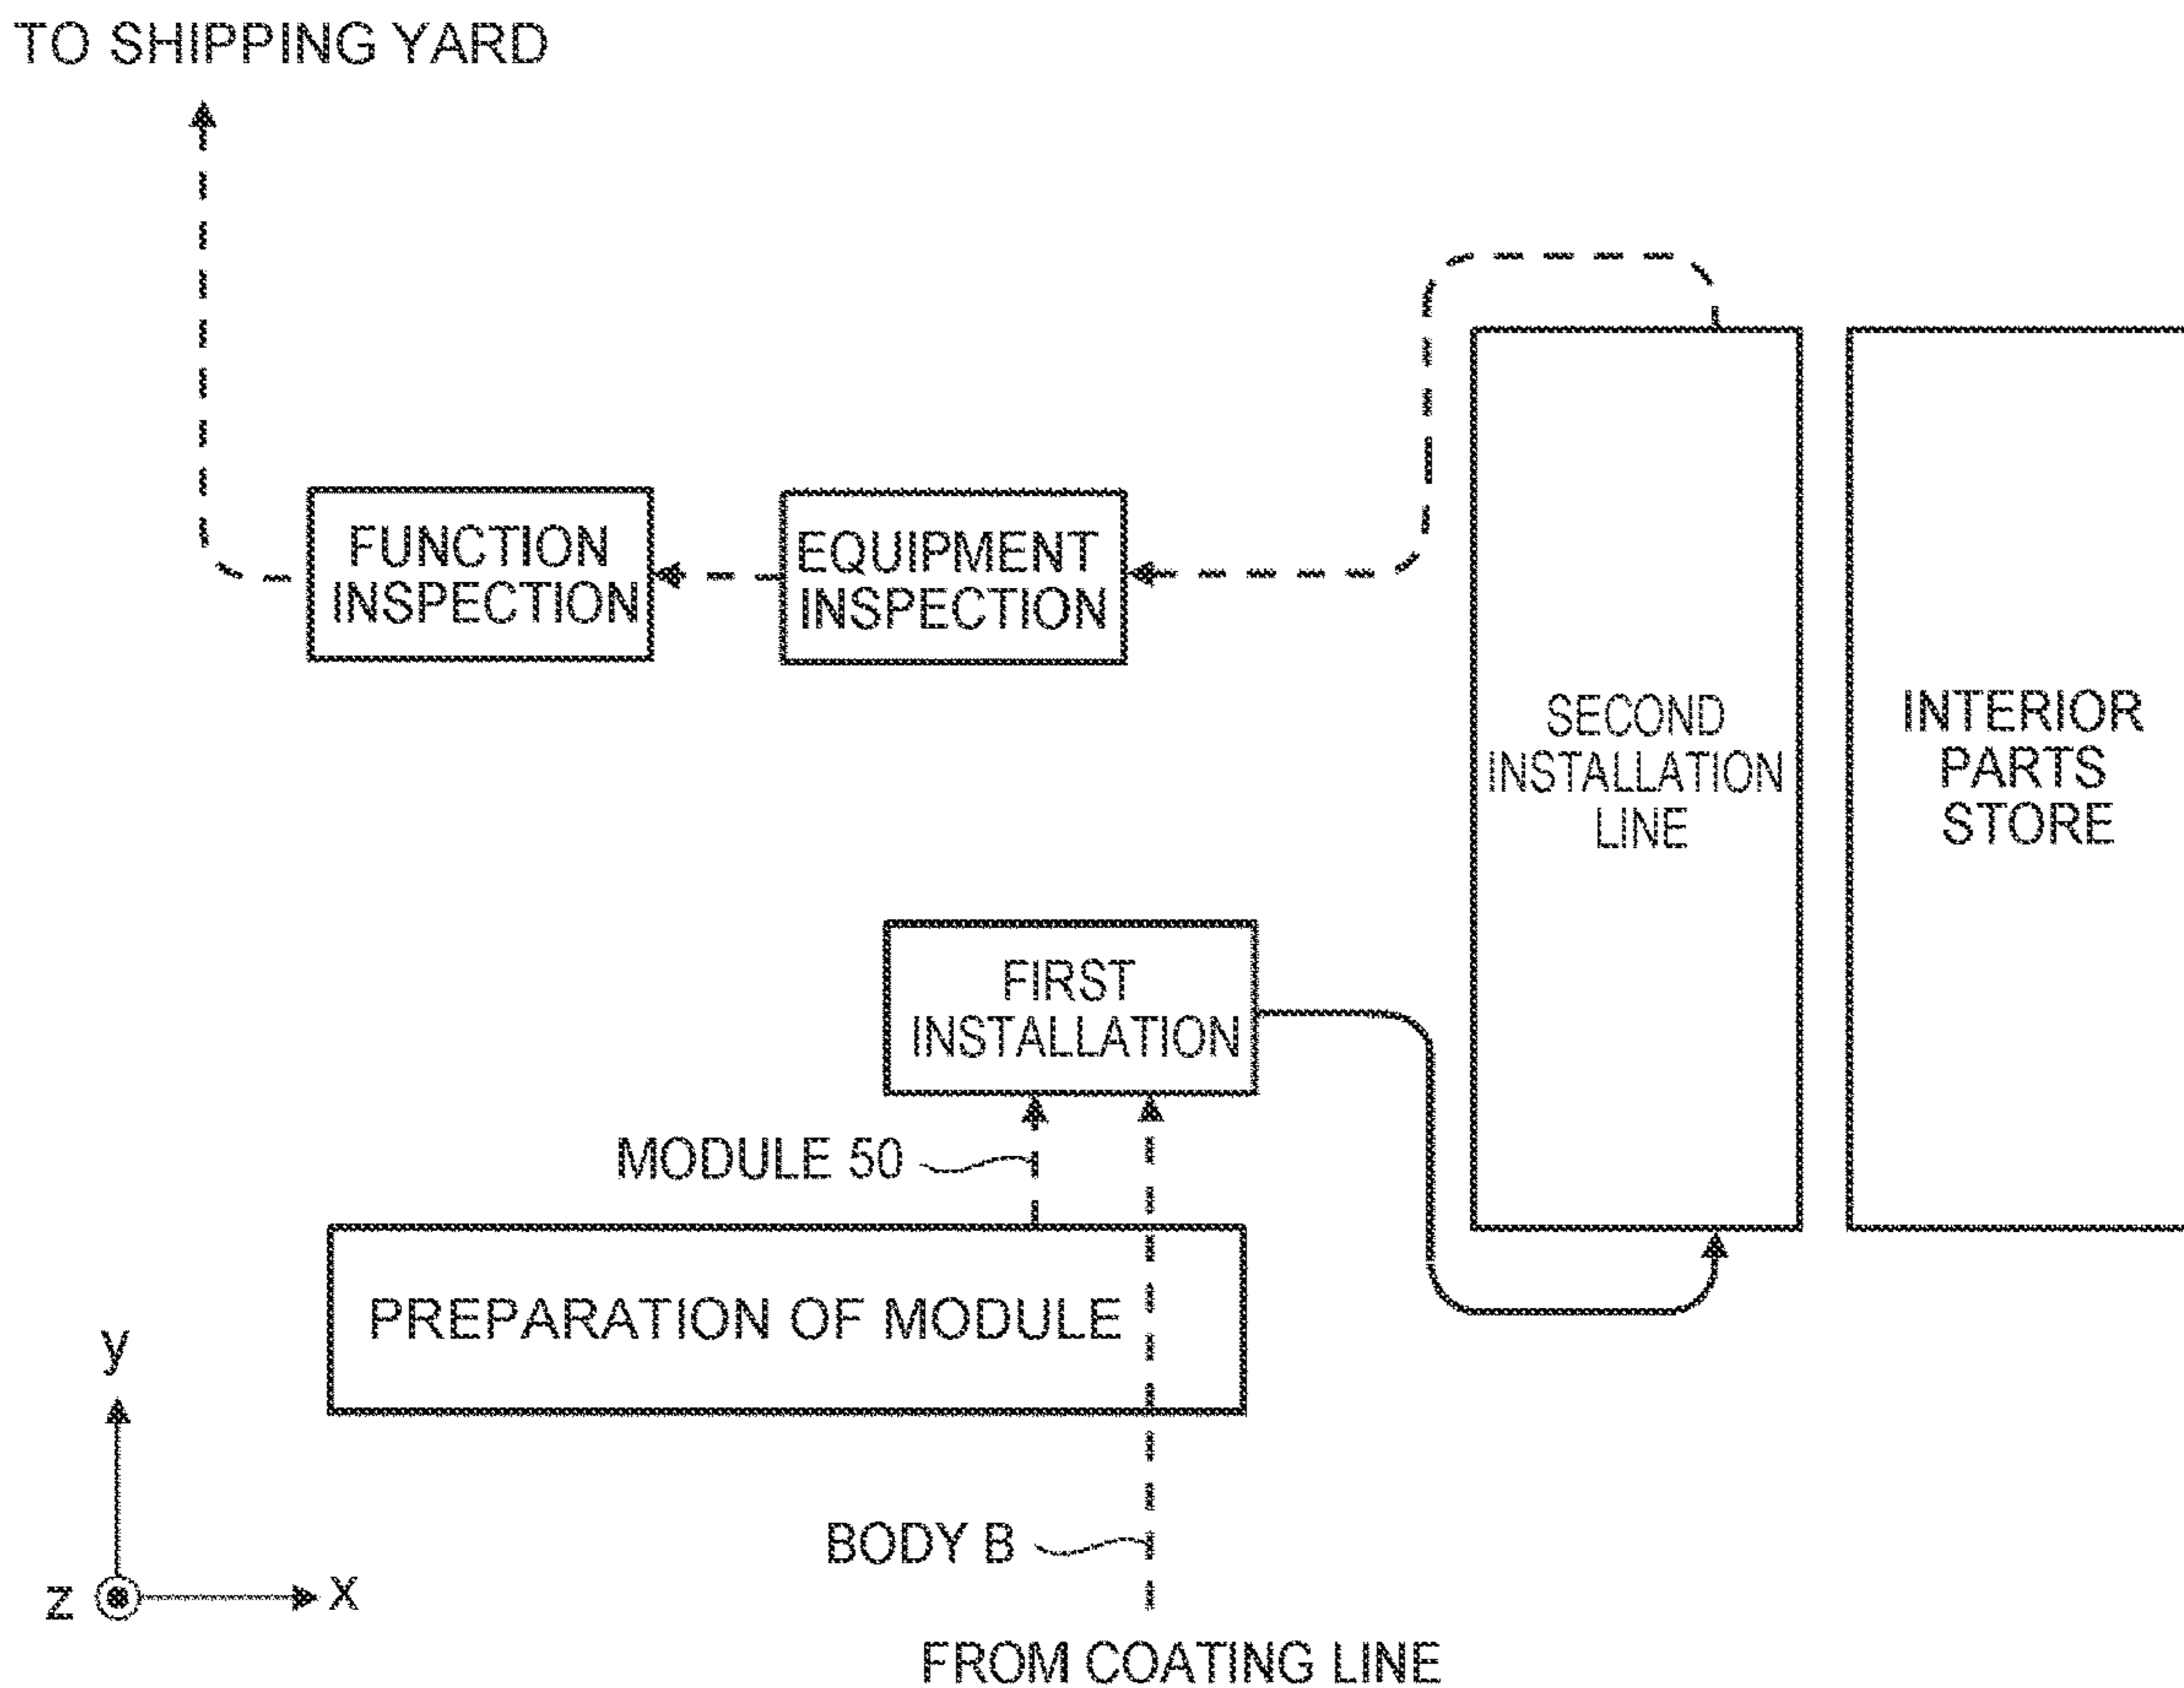 TO SHIPPING YARD
FUNCTION
INSPECTION
EQUIPMENT
INSPECTION
SECOND
INSTALLATION
LINE
INTERIOR
PARTS
STORE
FIRST
INSTALLATION
MODULE 50
PREPARATION OF MODULE
y
z
x
BODY B
FROM COATING LINE